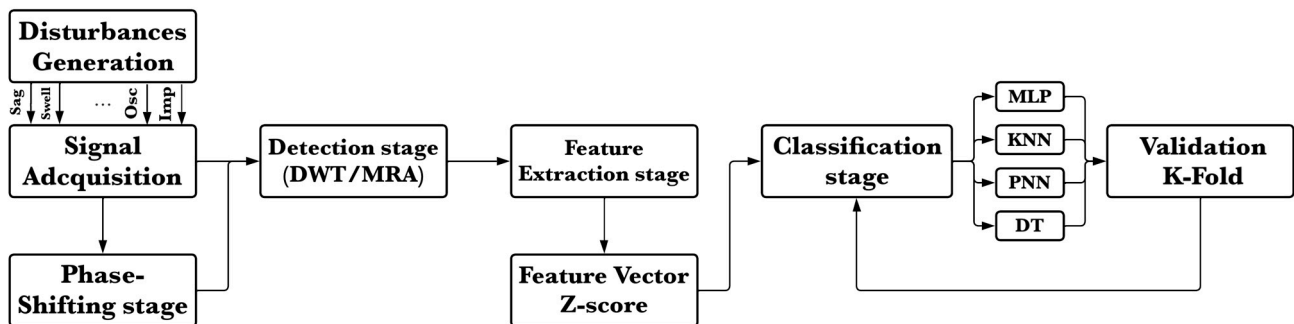 Disturbances
Generation
Sag
Swell
...
Osc
Imp
Signal
Adcquisition
Phase-
Shifting stage
Detection stage
(DWT/MRA)
Feature
Extraction stage
Feature Vector
Z-score
Classification
stage
MLP
KNN
PNN
DT
Validation
K-Fold